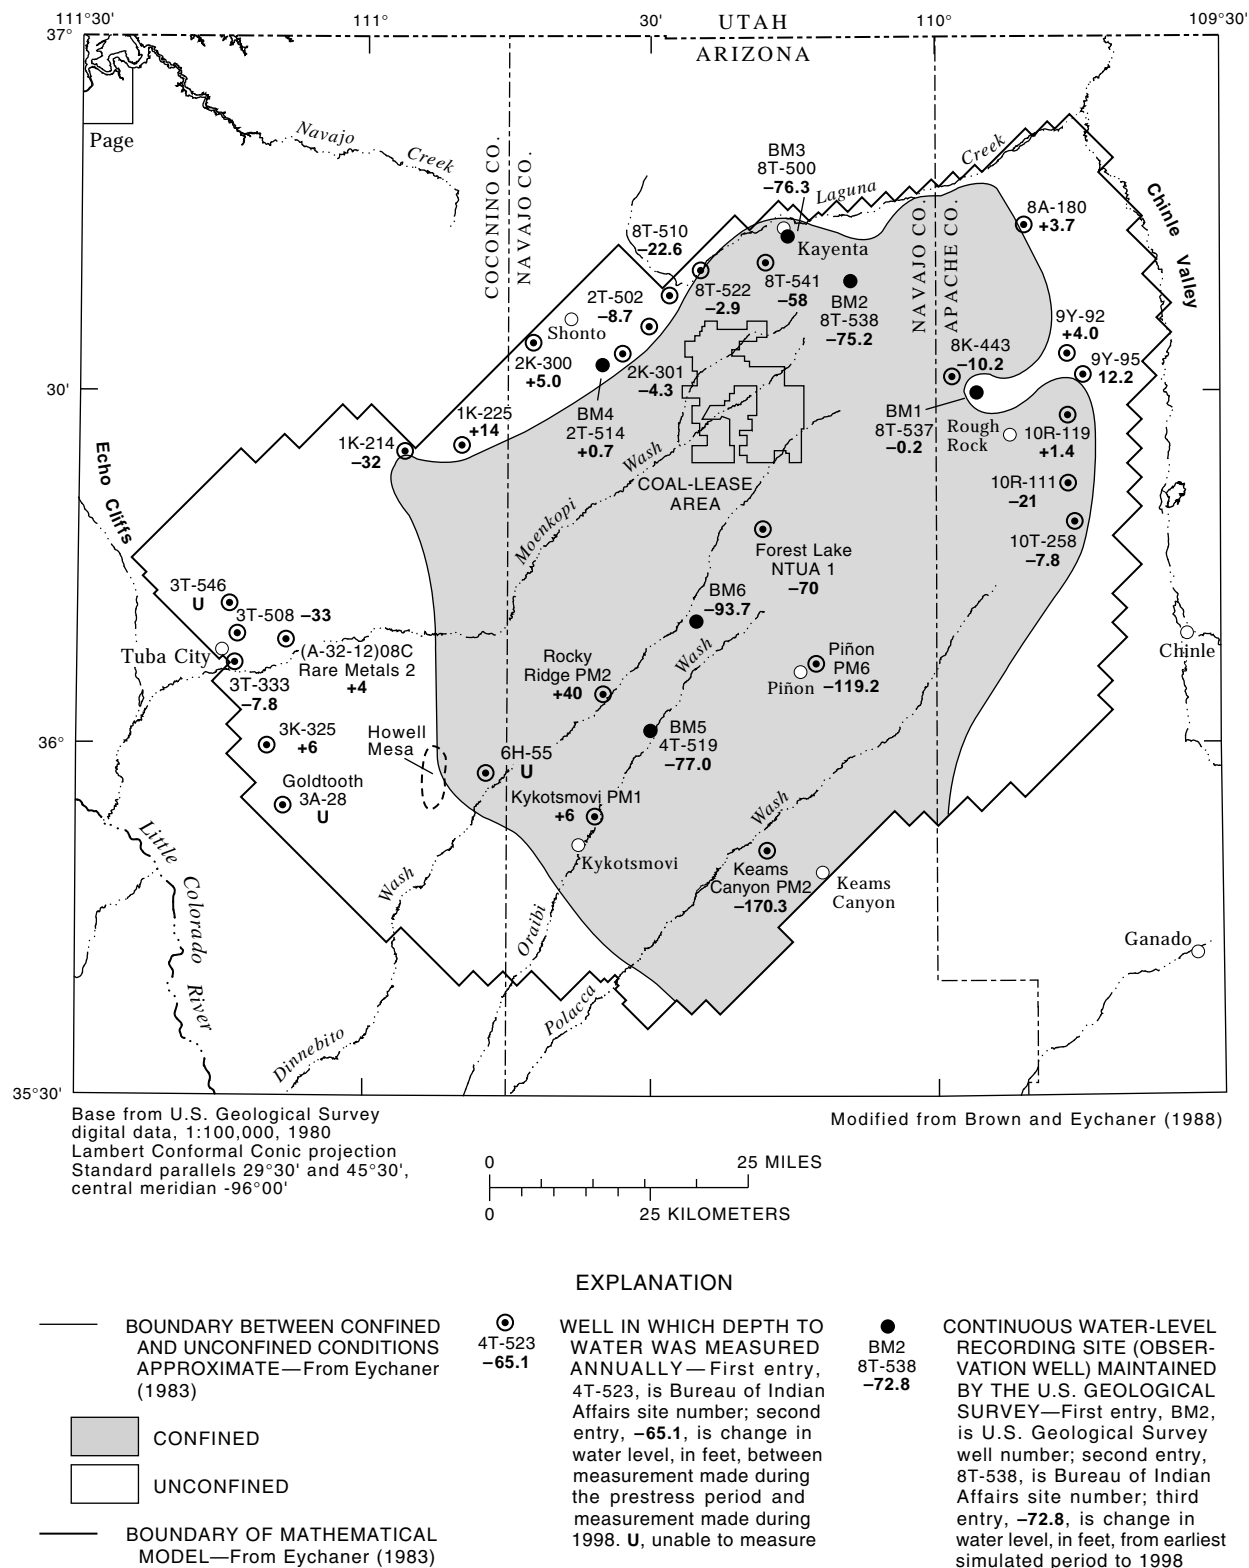 111°30'
111°
30'
UTAH
110°
109°30'
37°
ARIZONA
Page
Navajo
Creek
COCONINO CO.
NAVAJO CO.
BM3
8T-500
–76.3
Laguna
Creek
Kayenta
NAVAJO CO.
APACHE CO.
8A-180
+3.7
Chinle Valley
8T-510
–22.6
8T-522
–2.9
8T-541
–58
BM2
8T-538
–75.2
2T-502
–8.7
Shonto
2K-300
+5.0
2K-301
–4.3
9Y-92
+4.0
9Y-95
12.2
8K-443
–10.2
30'
BM4
2T-514
+0.7
1K-225
+14
1K-214
–32
BM1
8T-537
–0.2
Rough
Rock
10R-119
+1.4
10R-111
–21
10T-258
–7.8
Echo Cliffs
Moenkopi
Wash
COAL-LEASE
AREA
Forest Lake
NTUA 1
–70
3T-546
U
3T-508 –33
Tuba City
(A-32-12)08C
Rare Metals 2
+4
3T-333
–7.8
BM6
–93.7
Wash
Rocky
Ridge PM2
+40
Piñon
PM6
–119.2
Piñon
Chinle
36°
3K-325
+6
Howell
Mesa
6H-55
U
BM5
4T-519
–77.0
Goldtooth
3A-28
U
Kykotsmovi PM1
+6
Kykotsmovi
Wash
Keams
Canyon PM2
–170.3
Keams
Canyon
Little
Colorado
River
Wash
Oraibi
Polacca
Dinnebito
Ganado
35°30'
Base from U.S. Geological Survey
digital data, 1:100,000, 1980
Lambert Conformal Conic projection
Standard parallels 29°30' and 45°30',
central meridian -96°00'
Modified from Brown and Eychaner (1988)
0
25 MILES
0
25 KILOMETERS
EXPLANATION
BOUNDARY BETWEEN CONFINED
AND UNCONFINED CONDITIONS
APPROXIMATE—From Eychaner
(1983)
CONFINED
UNCONFINED
BOUNDARY OF MATHEMATICAL
MODEL—From Eychaner (1983)
4T-523
–65.1
WELL IN WHICH DEPTH TO
WATER WAS MEASURED
ANNUALLY—First entry,
4T-523, is Bureau of Indian
Affairs site number; second
entry, –65.1, is change in
water level, in feet, between
measurement made during
the prestress period and
measurement made during
1998. U, unable to measure
BM2
8T-538
–72.8
CONTINUOUS WATER-LEVEL
RECORDING SITE (OBSER-
VATION WELL) MAINTAINED
BY THE U.S. GEOLOGICAL
SURVEY—First entry, BM2,
is U.S. Geological Survey
well number; second entry,
8T-538, is Bureau of Indian
Affairs site number; third
entry, –72.8, is change in
water level, in feet, from earliest
simulated period to 1998